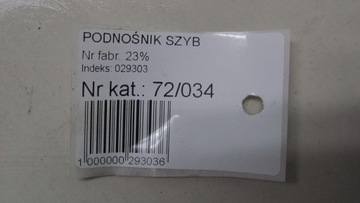 PODNOŚNIK SZYB
Nr fabr. 23%
Indeks: 029303
Nr kat.: 72/034
1 000000 293036